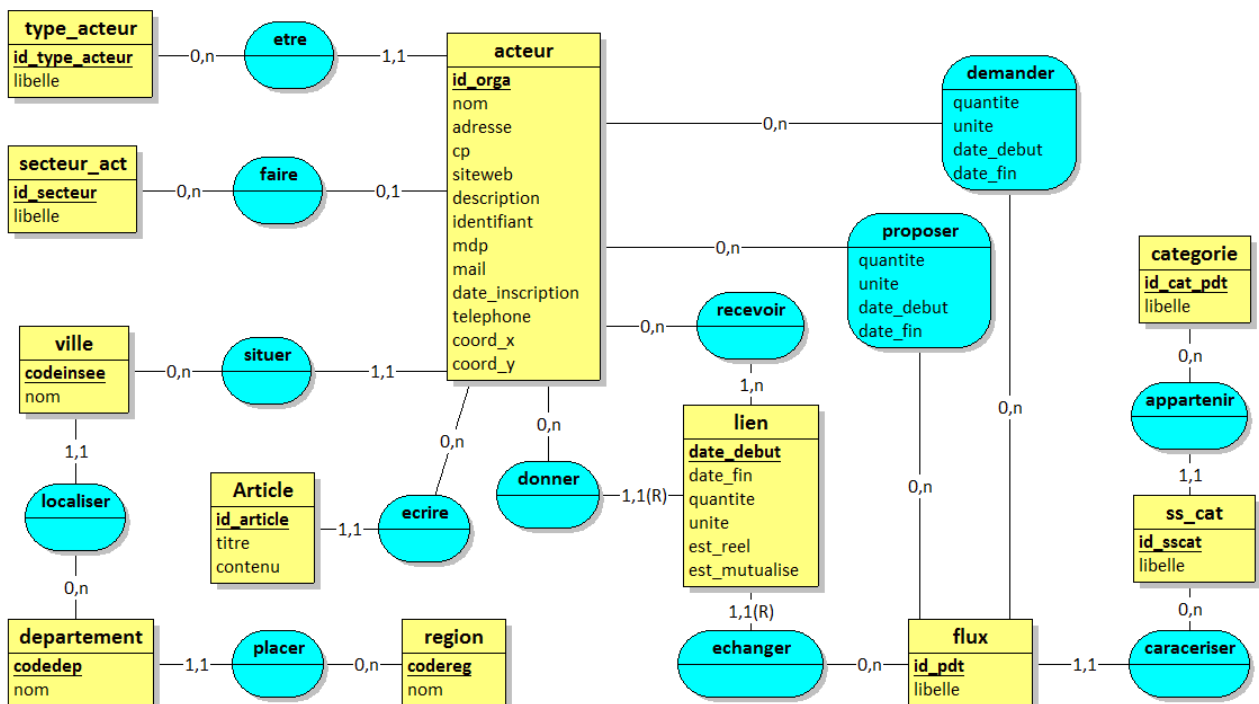 type_acteur
id_type_acteur
libelle
0,n
etre
1,1
acteur
id_orga
nom
adresse
cp
siteweb
description
identifiant
mdp
mail
date_inscription
telephone
coord_x
coord_y
0,n
demander
quantite
unite
date_debut
date_fin
secteur_act
id_secteur
libelle
0,n
faire
0,1
0,n
proposer
quantite
unite
date_debut
date_fin
categorie
id_cat_pdt
libelle
0,n
recevoir
1,n
ville
codeinsee
nom
0,n
situer
1,1
0,n
appartenir
1,1
0,n
0,n
0,n
0,n
lien
date_debut
date_fin
quantite
unite
est_reel
est_mutualise
1,1
localiser
0,n
Article
id_article
titre
contenu
1,1
ecrire
donner
1,1(R)
ss_cat
id_sscat
libelle
0,n
1,1(R)
departement
codedep
nom
1,1
placer
0,n
region
codereg
nom
echanger
0,n
flux
id_pdt
libelle
1,1
caraceriser